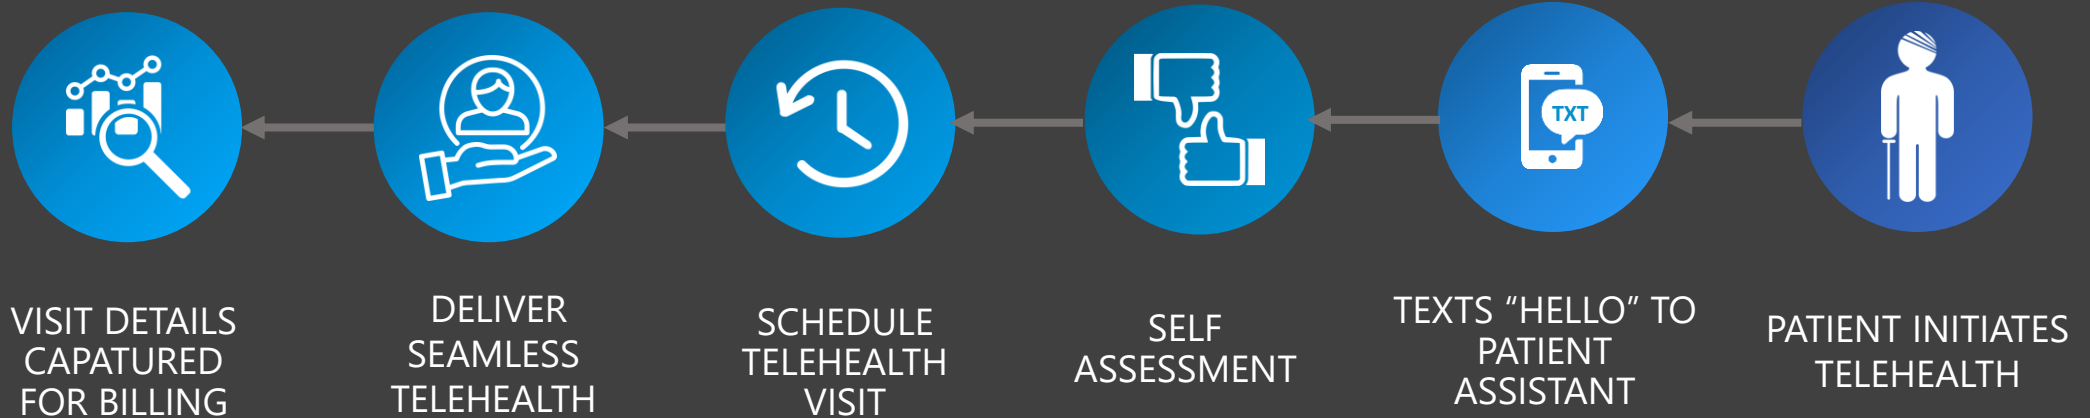 TXT
VISIT DETAILS
CAPATURED
FOR BILLING
DELIVER
SEAMLESS
TELEHEALTH
SCHEDULE
TELEHEALTH
VISIT
SELF
ASSESSMENT
TEXTS “HELLO” TO
PATIENT
ASSISTANT
PATIENT INITIATES
TELEHEALTH